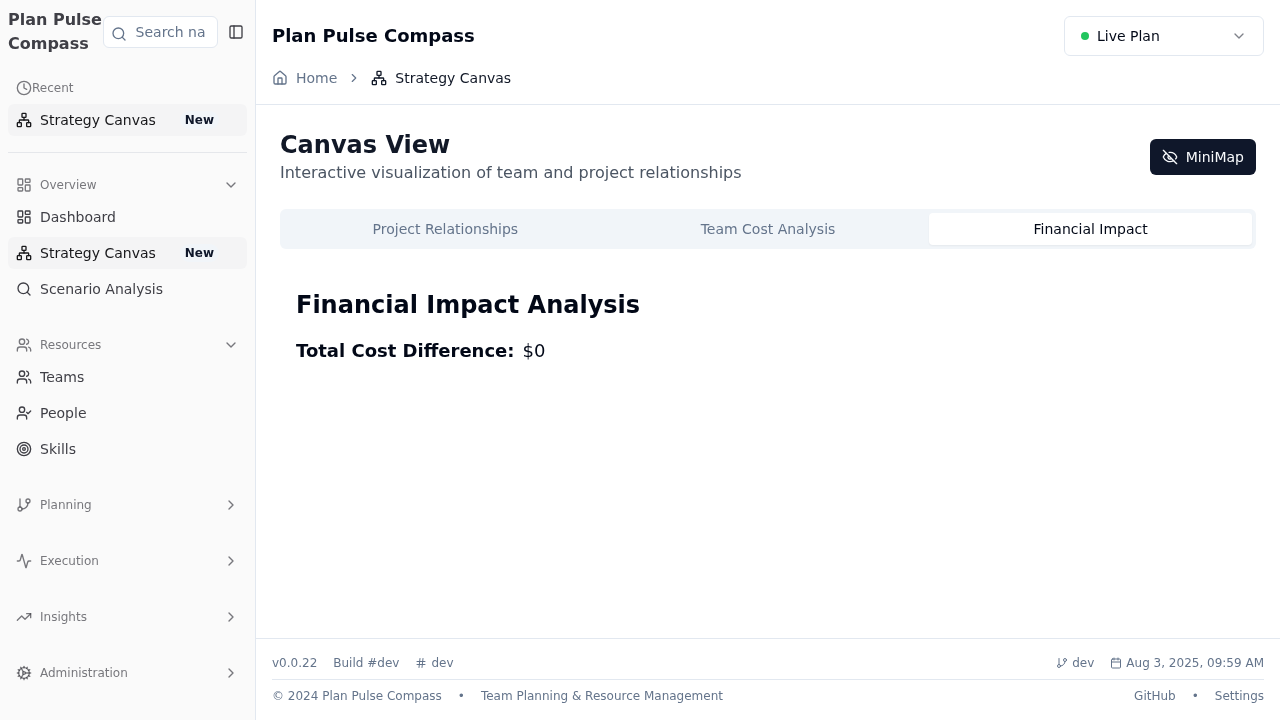 Plan Pulse
Compass
Search na
Recent
Strategy Canvas New
Overview
Dashboard
Strategy Canvas New
Scenario Analysis
Resources
Teams
People
Skills
Planning
Execution
Insights
Administration
Plan Pulse Compass
Live Plan
Home Strategy Canvas
Canvas View
Interactive visualization of team and project relationships
MiniMap
Project Relationships Team Cost Analysis Financial Impact
Financial Impact Analysis
Total Cost Difference: $0
v0.0.22 Build #dev # dev dev Aug 3, 2025, 09:59 AM
© 2024 Plan Pulse Compass • Team Planning & Resource Management GitHub • Settings